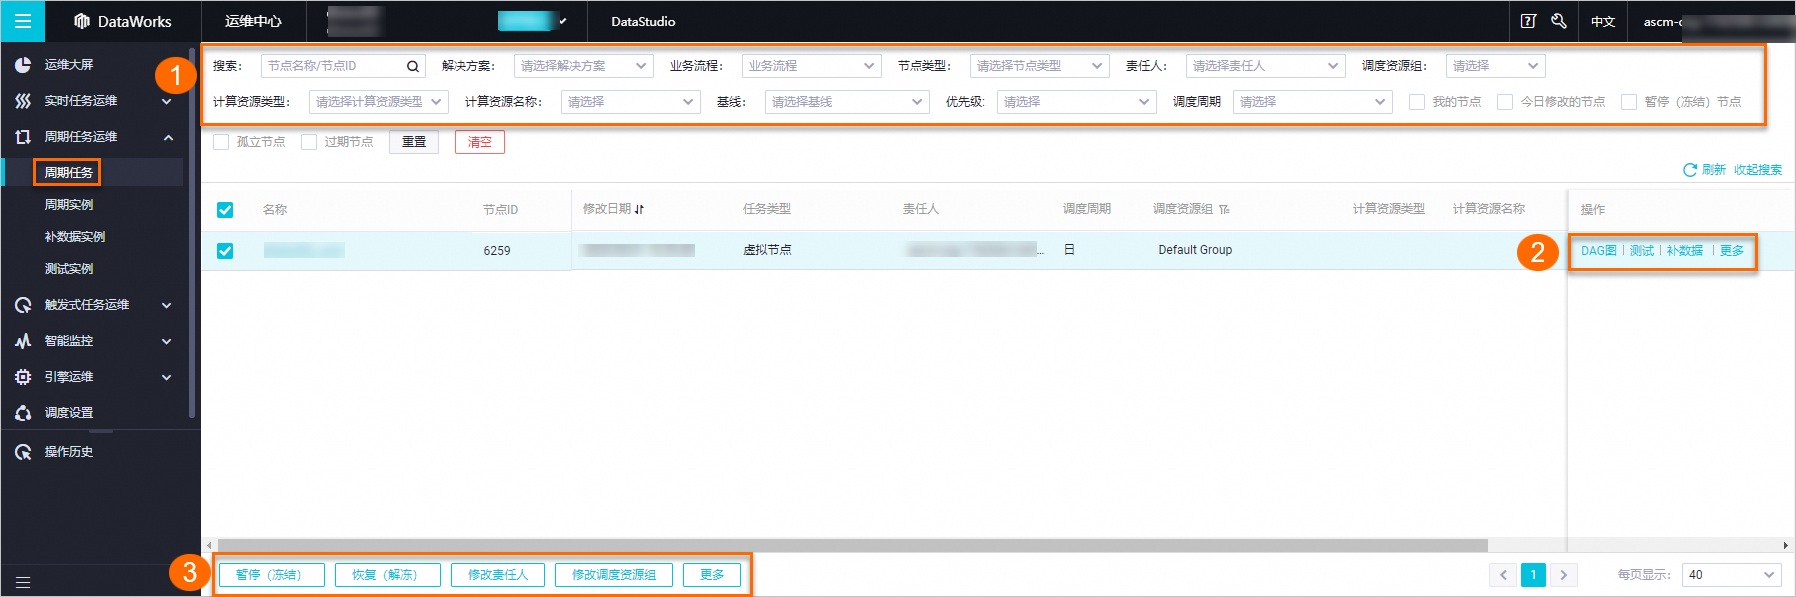 DataWorks 运维中心 DataStudio 中文 ascm-
运维大屏
实时任务运维
周期任务运维
周期任务
周期实例
补数据实例
测试实例
触发式任务运维
智能监控
引擎运维
调度设置
操作历史
1
搜索： 节点名称/节点ID 解决方案： 请选择解决方案 业务流程： 业务流程 节点类型： 请选择节点类型 责任人： 请选择责任人 调度资源组： 请选择
计算资源类型： 请选择计算资源类型 计算资源名称： 请选择 基线： 请选择基线 优先级: 请选择 调度周期 请选择 我的节点 今日修改的节点 暂停（冻结）节点
孤立节点 过期节点 重置 清空
刷新 收起搜索
名称 节点ID 修改日期 任务类型 责任人 调度周期 调度资源组 计算资源类型 计算资源名称 操作
6259 虚拟节点 ... 日 Default Group 2 DAG图 | 测试 | 补数据 | 更多
3 暂停（冻结） 恢复（解冻） 修改责任人 修改调度资源组 更多 1 每页显示： 40